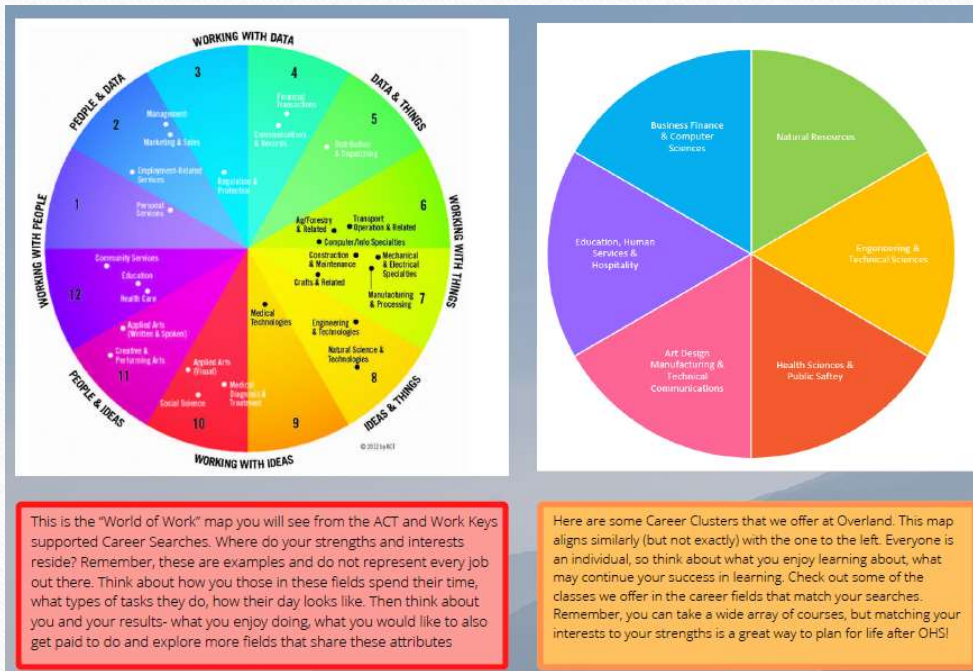 WORKING WITH DATA
DATA & THINGS
WORKING WITH THINGS
IDEAS & THINGS
WORKING WITH IDEAS
PEOPLE & IDEAS
WORKING WITH PEOPLE
PEOPLE & DATA
3
4
5
2
1
6
12
7
11
8
10
9
Management
Marketing & Sales
Employment-Related
Services
Personal
Services
Regulation &
Protection
Financial
Transactions
Communications
& Records
Distribution
& Dispatching
Ag/Forestry
& Related
Transport
Operation & Related
Computer/Info Specialties
Construction
& Maintenance
Mechanical
& Electrical
Specialties
Crafts & Related
Manufacturing
& Processing
Medical
Technologies
Engineering
& Technologies
Natural Science &
Technologies
Community Services
Education
Health Care
Applied Arts
(Written & Spoken)
Creative &
Performing Arts
Applied Arts
(Visual)
Social Science
Medical
Diagnosis &
Treatment
© 2012 by ACT
Business Finance
& Computer
Sciences
Natural Resources
Education, Human
Services &
Hospitality
Engeneering &
Technical Sciences
Art Design
Manufacturing &
Technical
Communications
Health Sciences &
Public Saftey
This is the "World of Work" map you will see from the ACT and Work Keys
supported Career Searches. Where do your strengths and interests
reside? Remember, these are examples and do not represent every job
out there. Think about how you those in these fields spend their time,
what types of tasks they do, how their day looks like. Then think about
you and your results- what you enjoy doing, what you would like to also
get paid to do and explore more fields that share these attributes
Here are some Career Clusters that we offer at Overland. This map
aligns similarly (but not exactly) with the one to the left. Everyone is
an individual, so think about what you enjoy learning about, what
may continue your success in learning. Check out some of the
classes we offer in the career fields that match your searches.
Remember, you can take a wide array of courses, but matching your
interests to your strengths is a great way to plan for life after OHS!